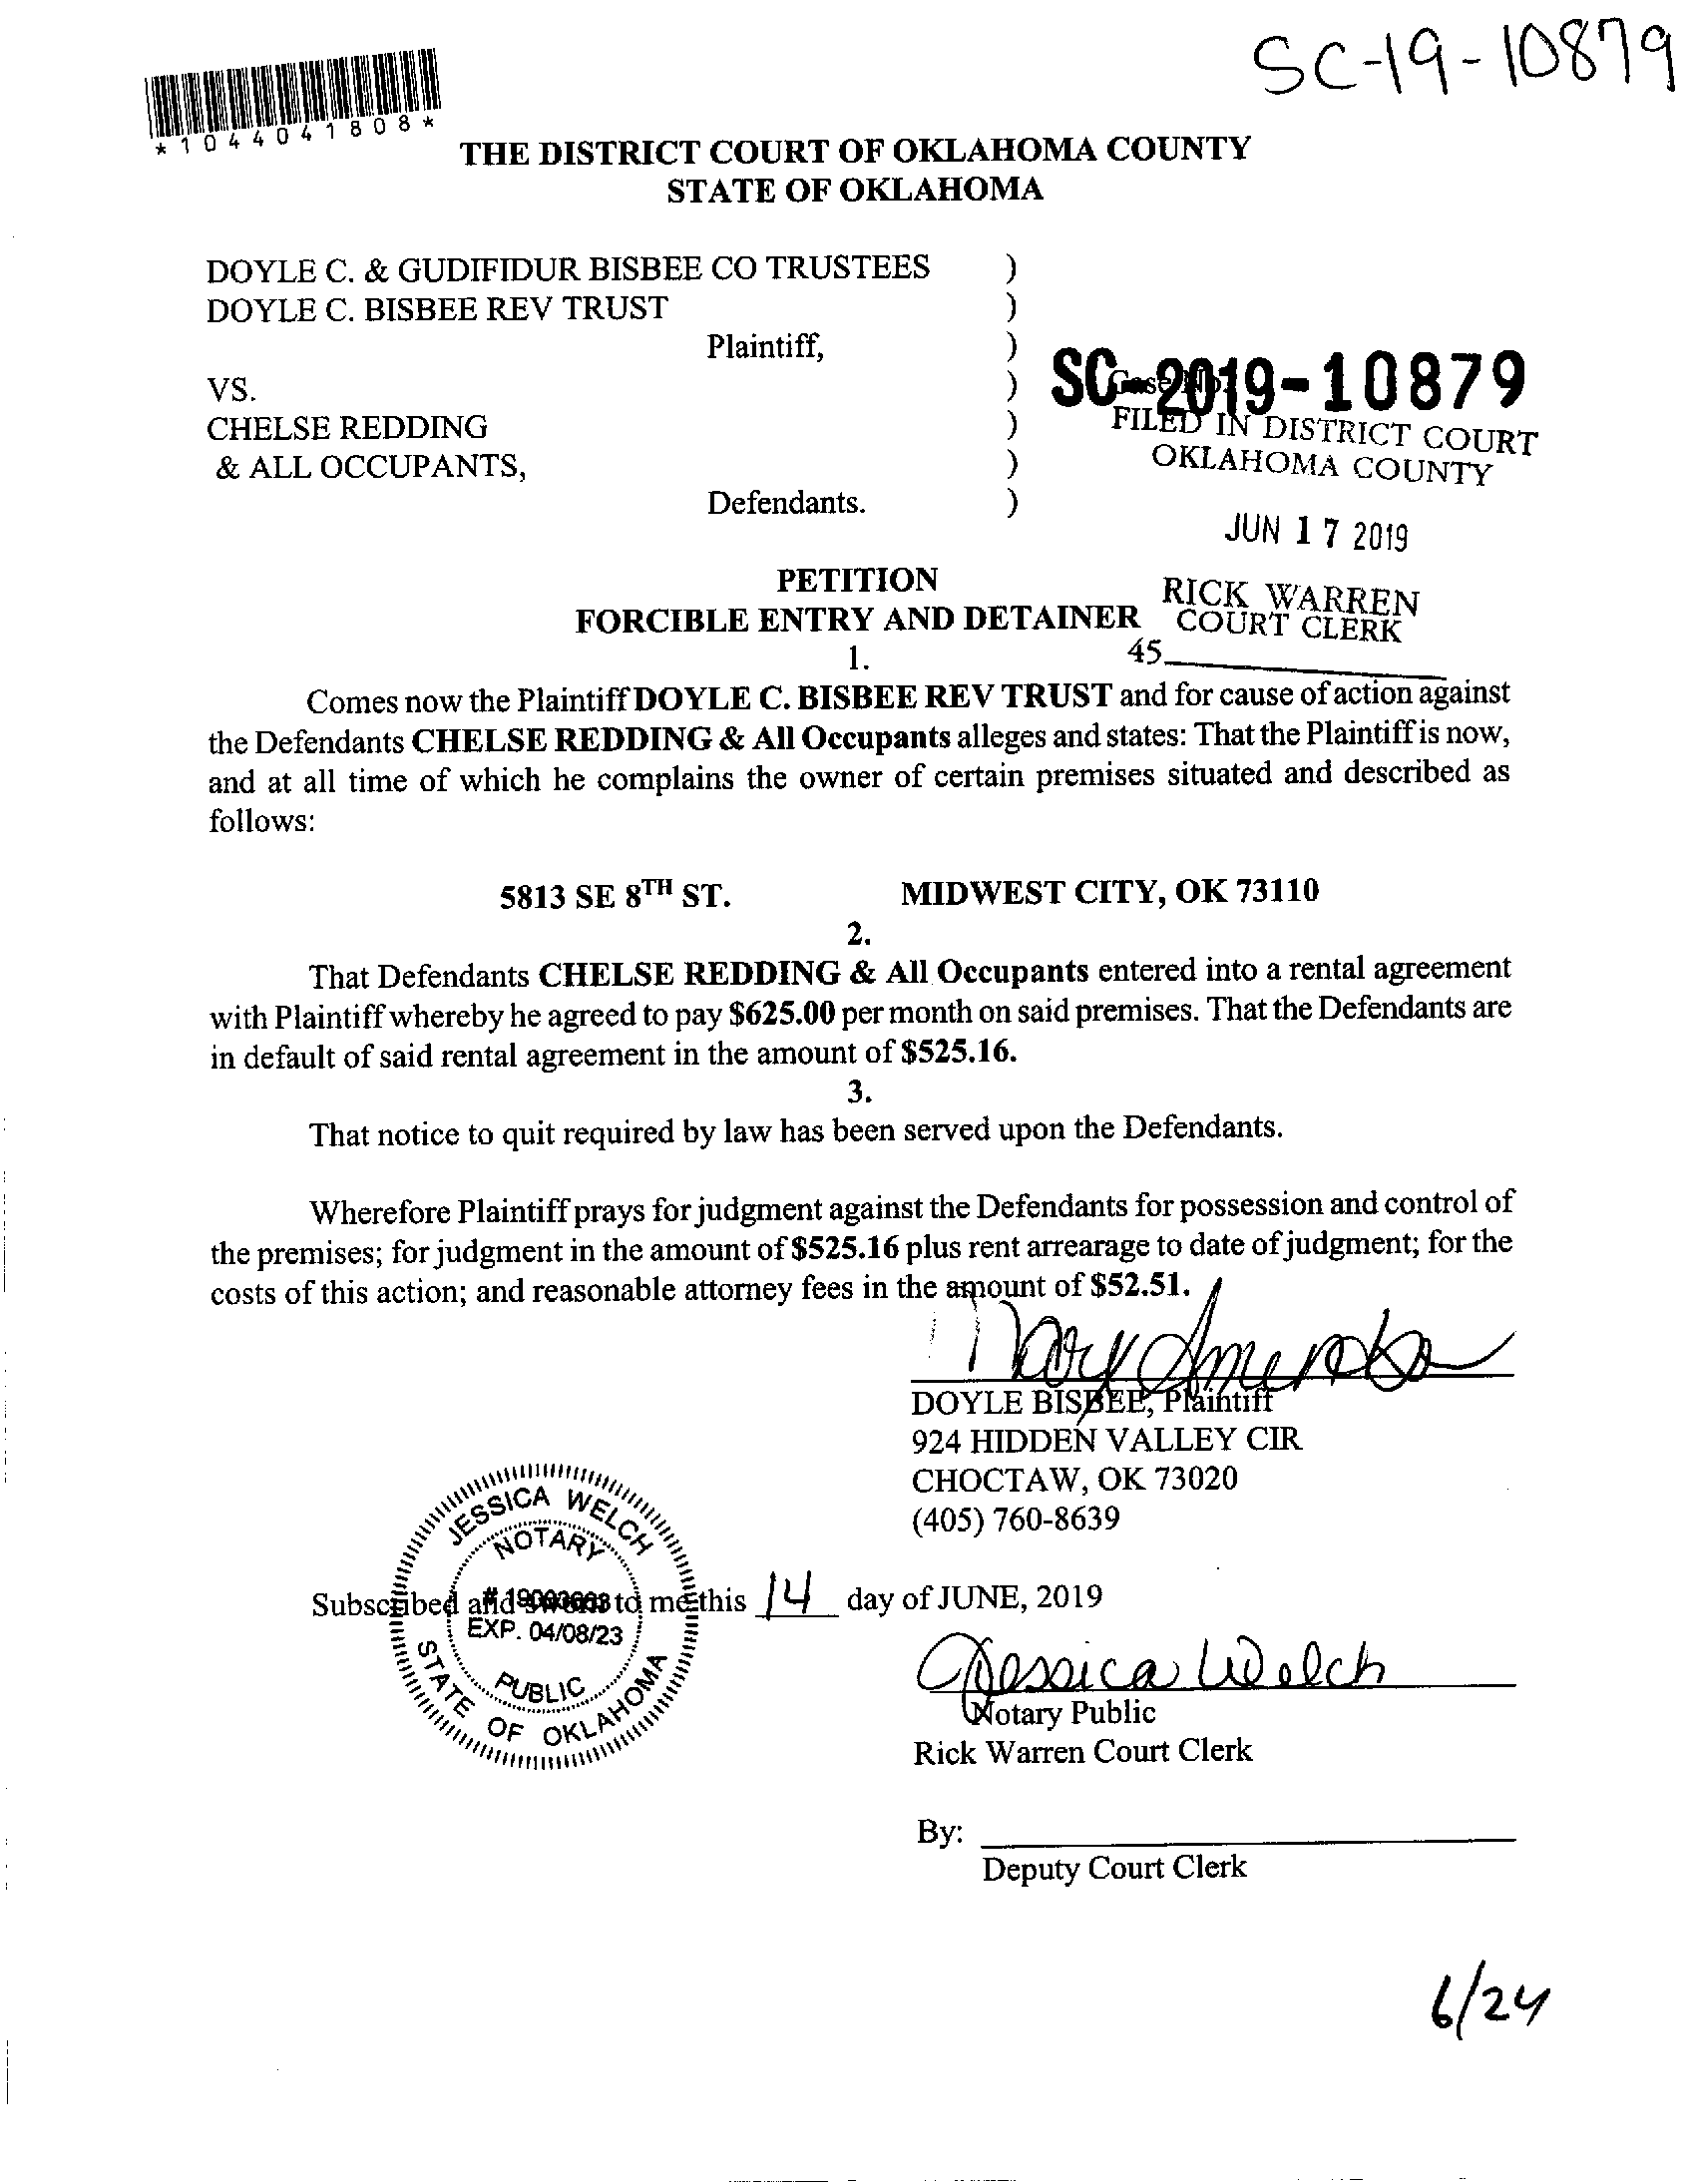 SC-19-10879
*1044041808*
THE DISTRICT COURT OF OKLAHOMA COUNTY
STATE OF OKLAHOMA
DOYLE C. & GUDIFIDUR BISBEE CO TRUSTEES )
DOYLE C. BISBEE REV TRUST )
Plaintiff, )
VS. ) Case No.
SC-2019-10879
CHELSE REDDING )
FILED IN DISTRICT COURT
& ALL OCCUPANTS, )
OKLAHOMA COUNTY
Defendants. )
JUN 17 2019
PETITION
RICK WARREN
FORCIBLE ENTRY AND DETAINER
COURT CLERK
1.
45
Comes now the Plaintiff DOYLE C. BISBEE REV TRUST and for cause of action against
the Defendants CHELSE REDDING & All Occupants alleges and states: That the Plaintiff is now,
and at all time of which he complains the owner of certain premises situated and described as
follows:
5813 SE 8TH ST. MIDWEST CITY, OK 73110
2.
That Defendants CHELSE REDDING & All Occupants entered into a rental agreement
with Plaintiff whereby he agreed to pay $625.00 per month on said premises. That the Defendants are
in default of said rental agreement in the amount of $525.16.
3.
That notice to quit required by law has been served upon the Defendants.
Wherefore Plaintiff prays for judgment against the Defendants for possession and control of
the premises; for judgment in the amount of $525.16 plus rent arrearage to date of judgment; for the
costs of this action; and reasonable attorney fees in the amount of $52.51.
DOYLE BISBEE, Plaintiff
924 HIDDEN VALLEY CIR
CHOCTAW, OK 73020
(405) 760-8639
JESSICA WELCH
NOTARY
Subscribed and sworn to me this 14 day of JUNE, 2019
EXP. 04/08/23
PUBLIC
STATE OF OKLAHOMA
Jessica Welch
Notary Public
Rick Warren Court Clerk
By:
Deputy Court Clerk
6/24